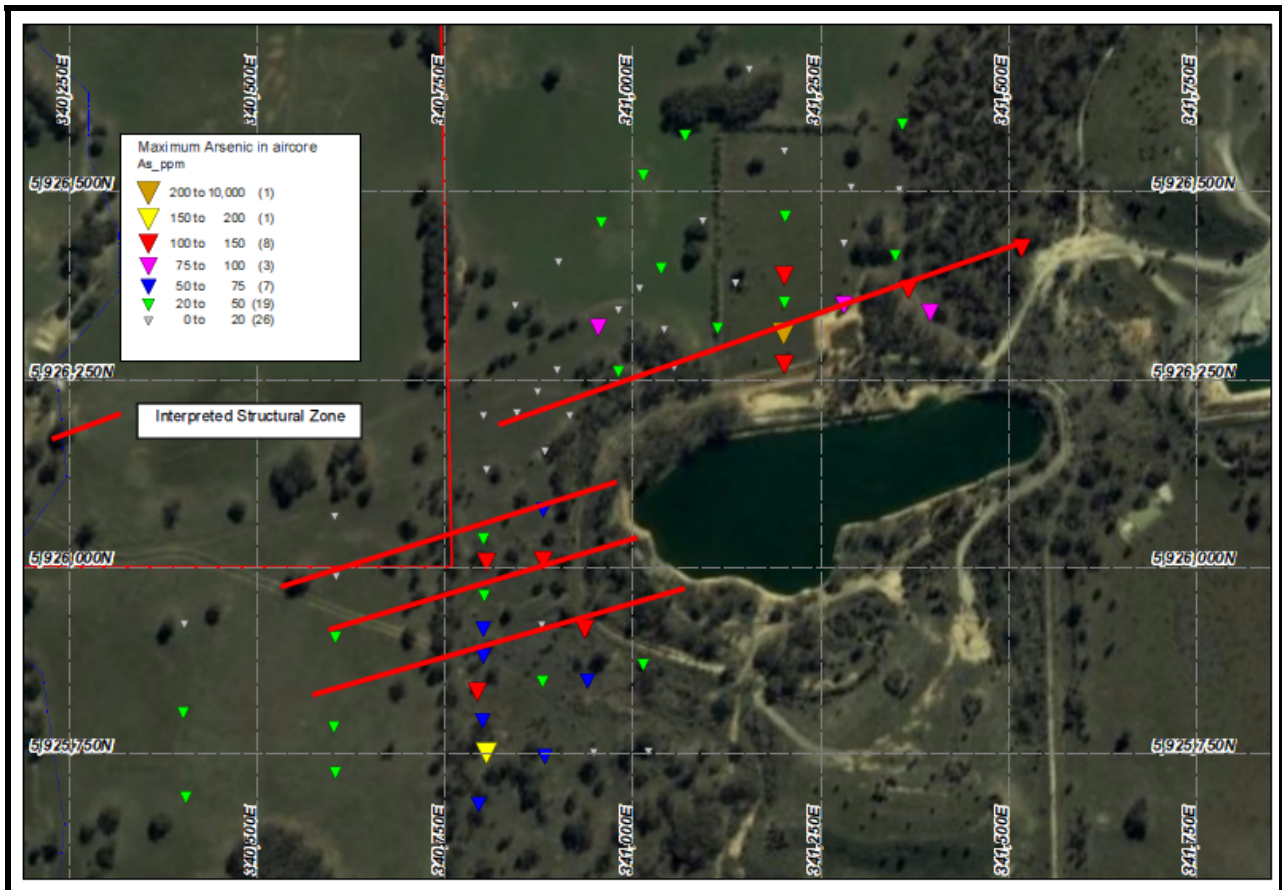 340,250E
340,500E
340,750E
341,000E
341,250E
341,500E
341,750E
Maximum Arsenic in aircore
As_ppm
200 to 10,000 (1)
150 to 200 (1)
100 to 150 (8)
75 to 100 (3)
50 to 75 (7)
20 to 50 (19)
0 to 20 (26)
5,926,500N
5,926,500N
5,926,250N
5,926,250N
Interpreted Structural Zone
5,926,000N
5,926,000N
5,925,750N
5,925,750N
340,500E
340,750E
341,000E
341,250E
341,500E
341,750E